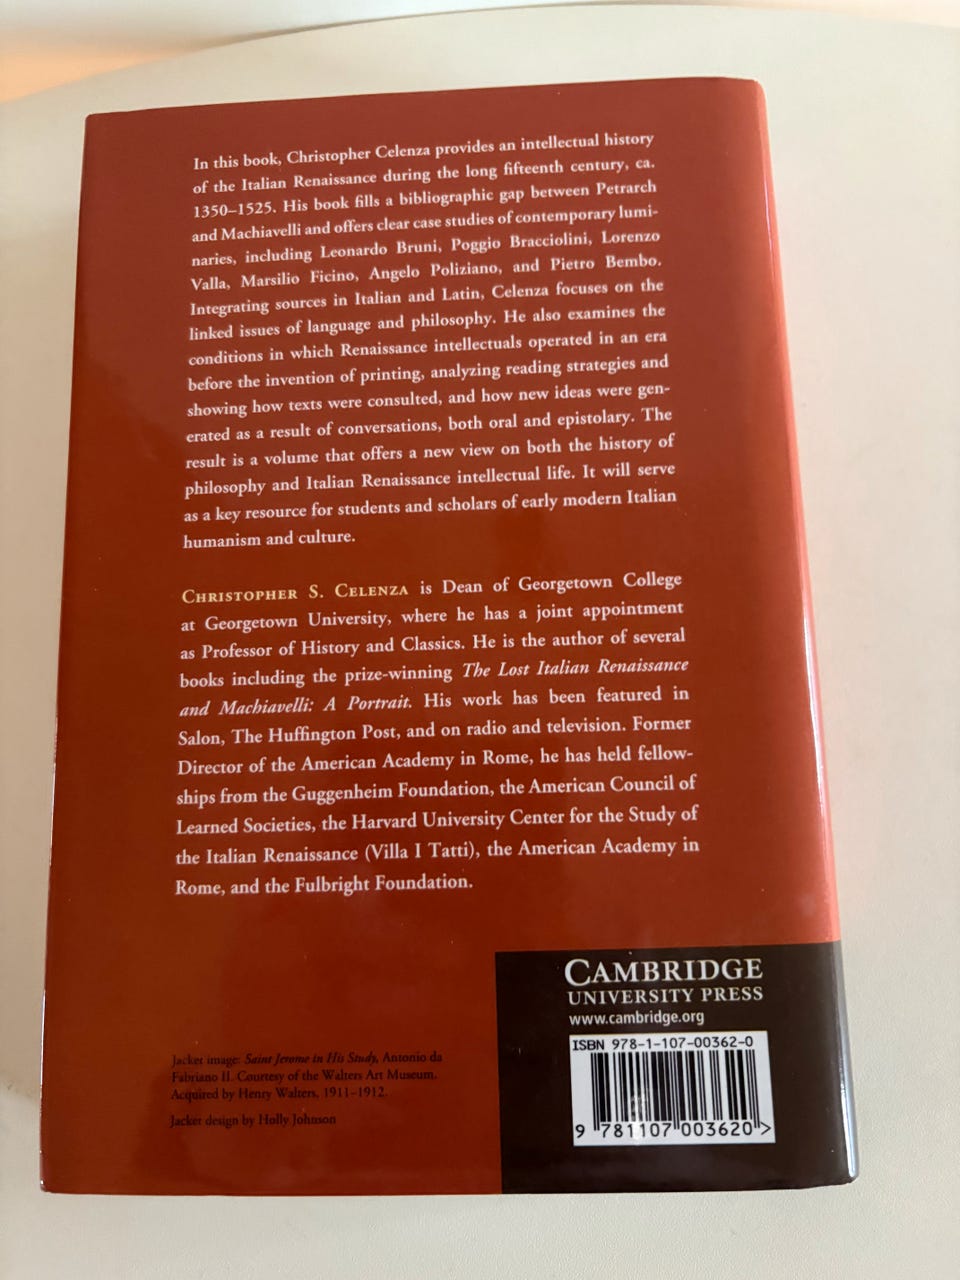 In this book, Christopher Celenza provides an intellectual history
of the Italian Renaissance during the long fifteenth century, ca.
1350–1525. His book fills a bibliographic gap between Petrarch
and Machiavelli and offers clear case studies of contemporary lumi-
naries, including Leonardo Bruni, Poggio Bracciolini, Lorenzo
Valla, Marsilio Ficino, Angelo Poliziano, and Pietro Bembo.
Integrating sources in Italian and Latin, Celenza focuses on the
linked issues of language and philosophy. He also examines the
conditions in which Renaissance intellectuals operated in an era
before the invention of printing, analyzing reading strategies and
showing how texts were consulted, and how new ideas were gen-
erated as a result of conversations, both oral and epistolary. The
result is a volume that offers a new view on both the history of
philosophy and Italian Renaissance intellectual life. It will serve
as a key resource for students and scholars of early modern Italian
humanism and culture.
CHRISTOPHER S. CELENZA is Dean of Georgetown College
at Georgetown University, where he has a joint appointment
as Professor of History and Classics. He is the author of several
books including the prize-winning The Lost Italian Renaissance
and Machiavelli: A Portrait. His work has been featured in
Salon, The Huffington Post, and on radio and television. Former
Director of the American Academy in Rome, he has held fellow-
ships from the Guggenheim Foundation, the American Council of
Learned Societies, the Harvard University Center for the Study of
the Italian Renaissance (Villa I Tatti), the American Academy in
Rome, and the Fulbright Foundation.
Jacket image: Saint Jerome in His Study, Antonio da
Fabriano II. Courtesy of the Walters Art Museum.
Acquired by Henry Walters, 1911–1912.
Jacket design by Holly Johnson
CAMBRIDGE
UNIVERSITY PRESS
www.cambridge.org
ISBN 978-1-107-00362-0
9 781107 003620 >